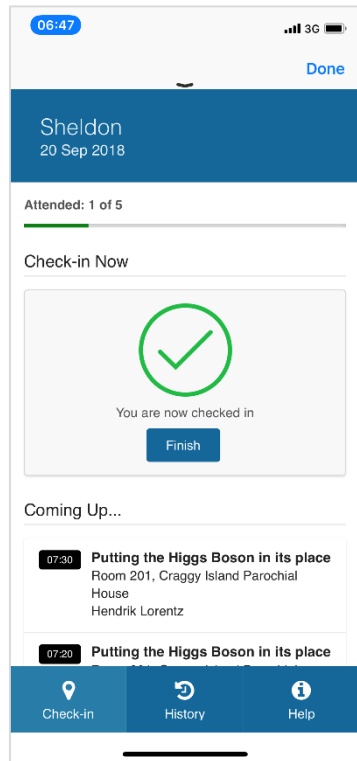 06:47
3G
Done
Sheldon
20 Sep 2018
Attended: 1 of 5
Check-in Now
You are now checked in
Finish
Coming Up...
07:30 Putting the Higgs Boson in its place
Room 201, Craggy Island Parochial
House
Hendrik Lorentz
07:20 Putting the Higgs Boson in its place
Check-in History Help